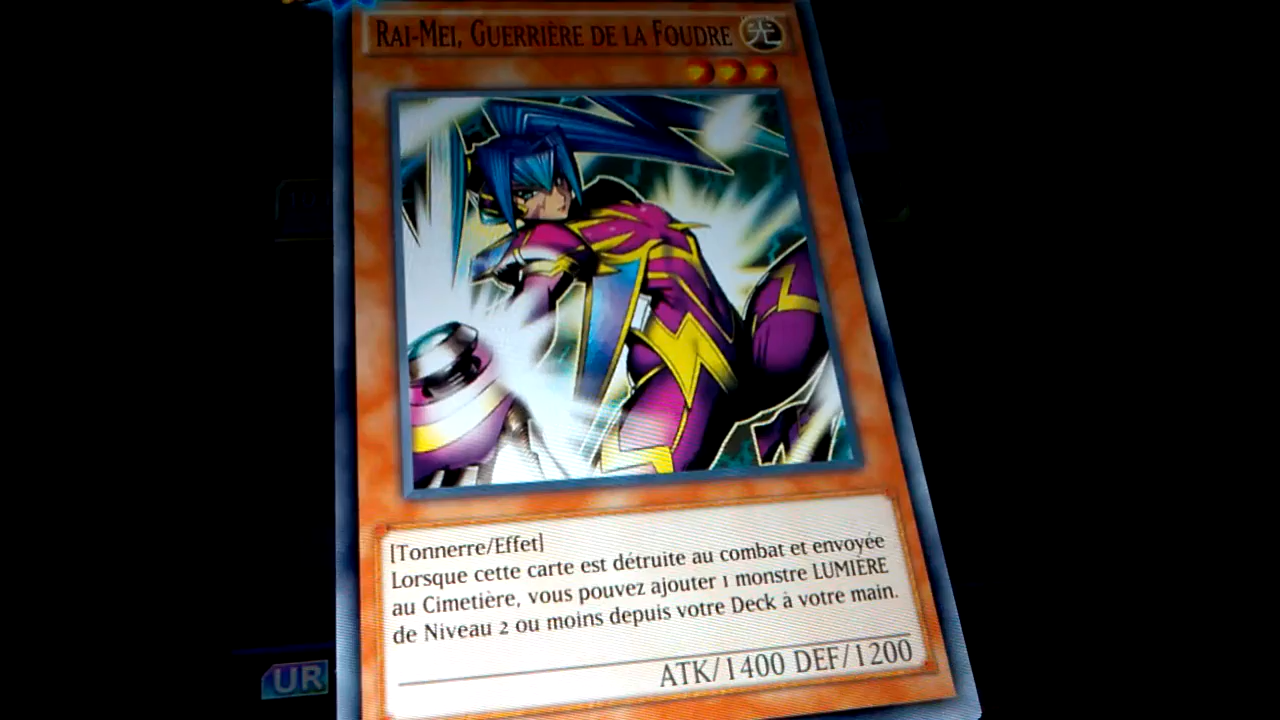 RAI-MEI, GUERRIÈRE DE LA FOUDRE
光
[Tonnerre/Effet]
Lorsque cette carte est détruite au combat et envoyée
au Cimetière, vous pouvez ajouter 1 monstre LUMIÈRE
de Niveau 2 ou moins depuis votre Deck à votre main.
ATK/1400 DEF/1200
UR